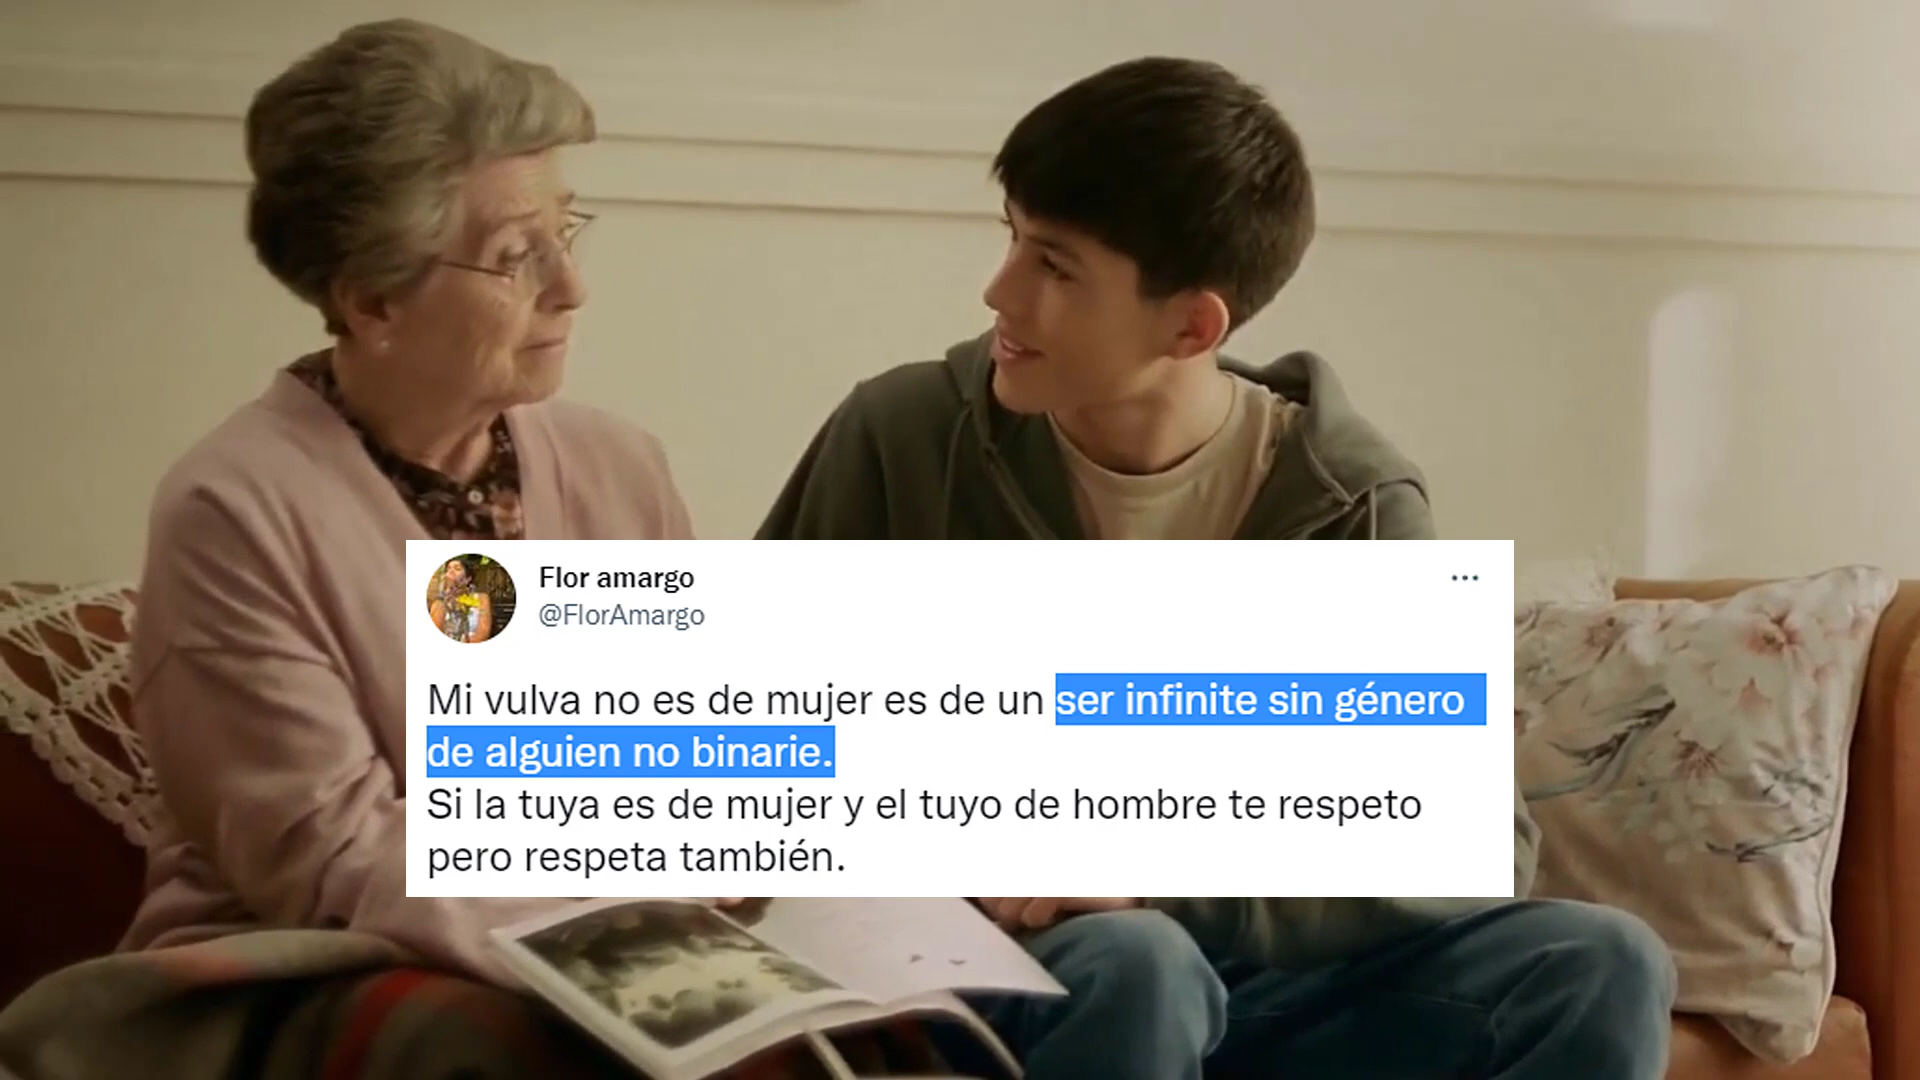 Flor amargo
@FlorAmargo
Mi vulva no es de mujer es de un ser infinite sin género
de alguien no binarie.
Si la tuya es de mujer y el tuyo de hombre te respeto
pero respeta también.